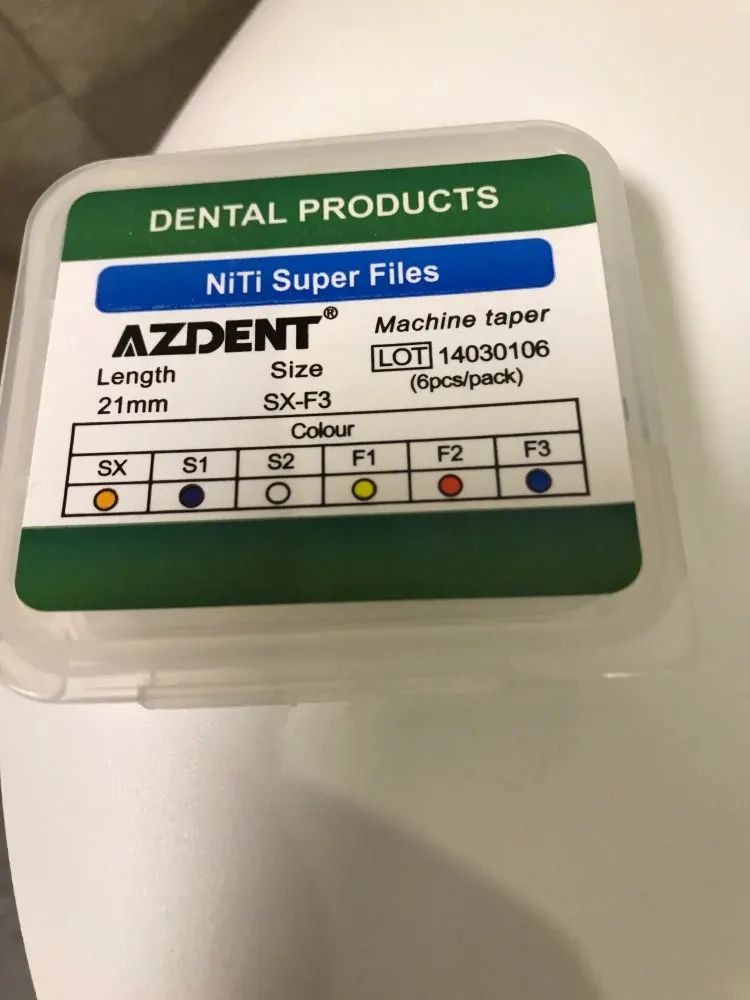 DENTAL PRODUCTS
NiTi Super Files
AZDENT® Machine taper
Length Size LOT 14030106
21mm SX-F3 (6pcs/pack)
Colour
SX S1 S2 F1 F2 F3